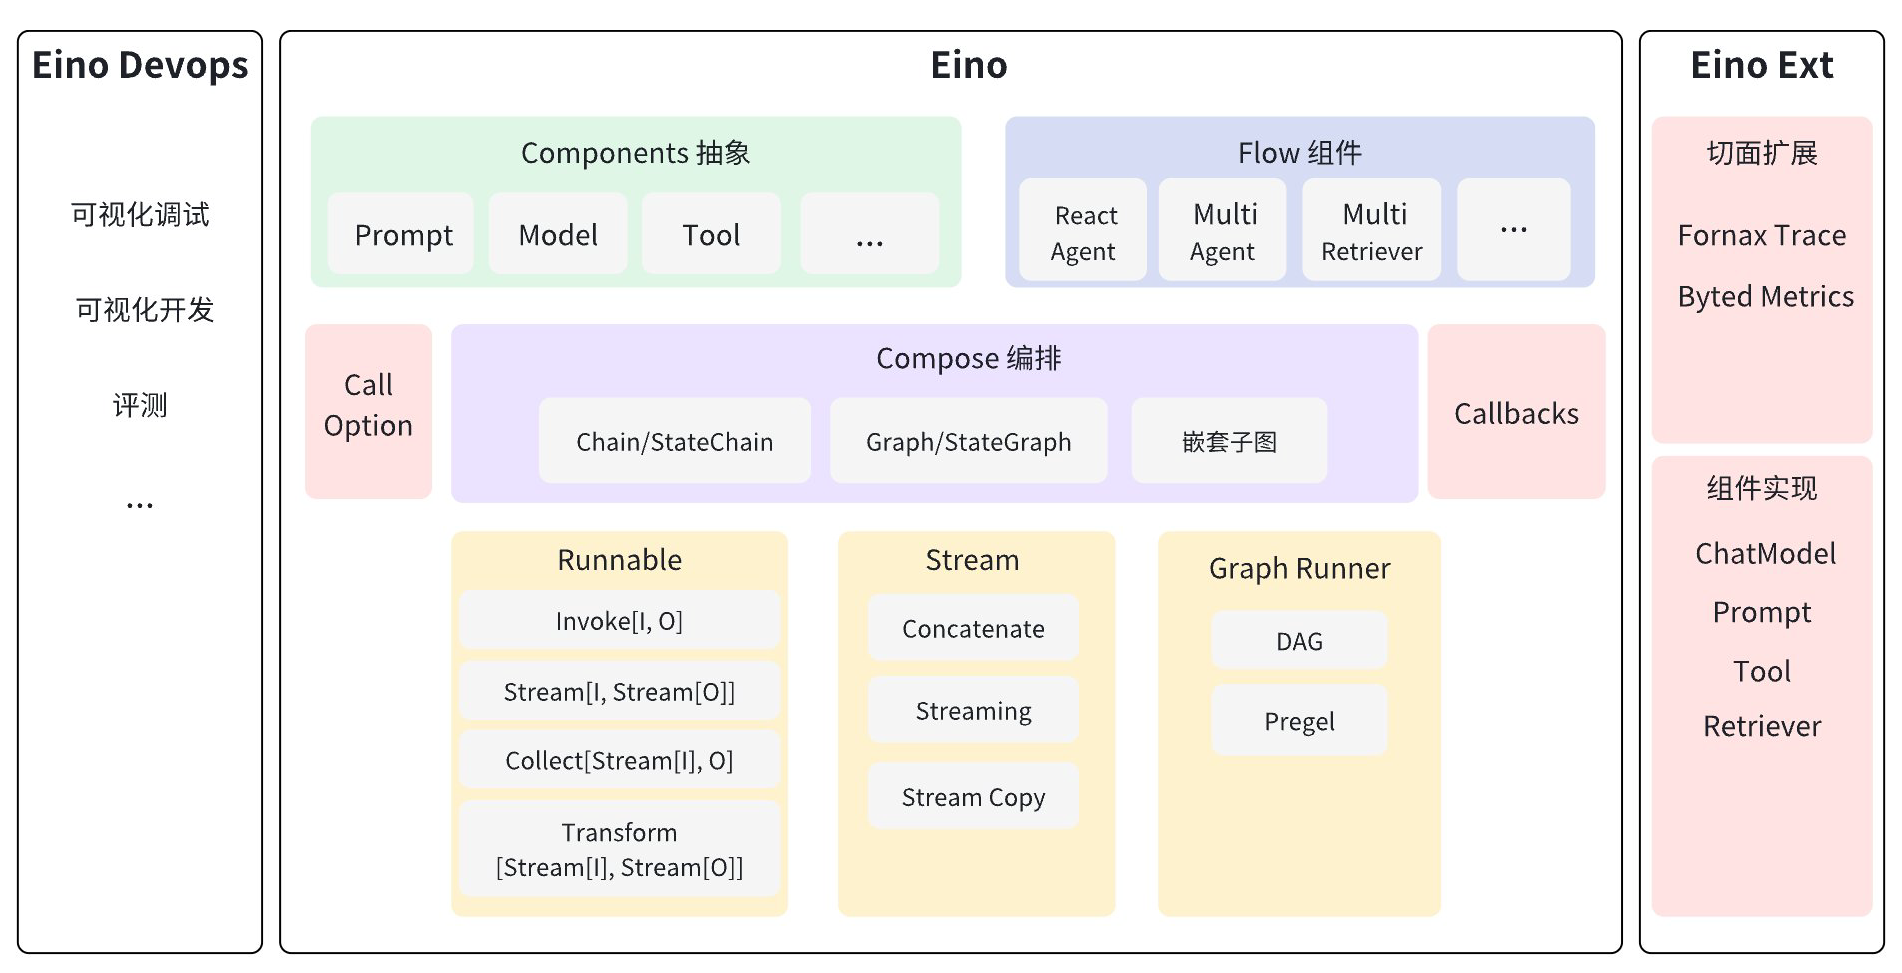 Eino Devops
可视化调试
可视化开发
评测
...
Eino
Components 抽象
Prompt
Model
Tool
...
Flow 组件
React
Agent
Multi
Agent
Multi
Retriever
...
Call
Option
Compose 编排
Chain/StateChain
Graph/StateGraph
嵌套子图
Callbacks
Runnable
Invoke[I, O]
Stream[I, Stream[O]]
Collect[Stream[I], O]
Transform
[Stream[I], Stream[O]]
Stream
Concatenate
Streaming
Stream Copy
Graph Runner
DAG
Pregel
Eino Ext
切面扩展
Fornax Trace
Byted Metrics
组件实现
ChatModel
Prompt
Tool
Retriever